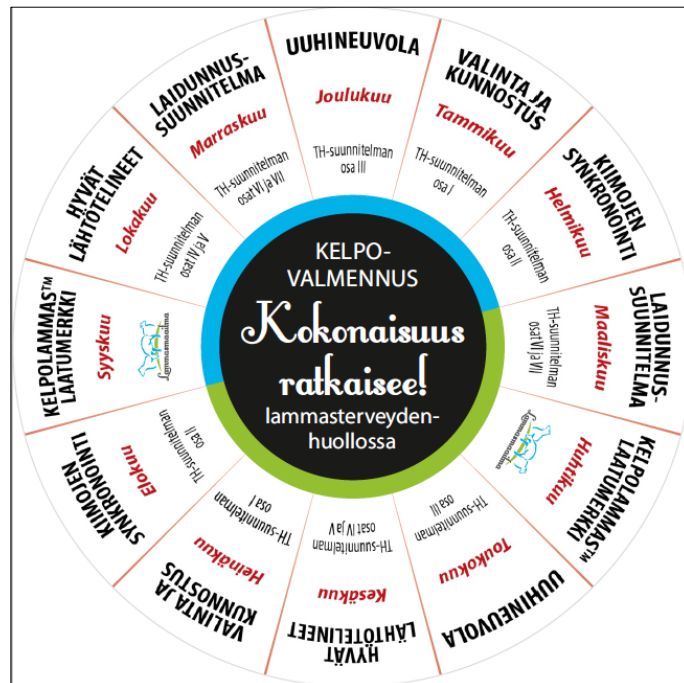 KELPO-
VALMENNUS
Kokonaisuus
ratkaisee!
lammasterveyden-
huollossa
UUHINEUVOLA
Joulukuu
TH-suunnitelman
osa III
VALINTA JA
KUNNOSTUS
Tammikuu
TH-suunnitelman
osa I
KIIMOJEN
SYNKRONOINTI
Helmikuu
TH-suunnitelman
osa II
LAIDUNNUS-
SUUNNITELMA
Maaliskuu
TH-suunnitelman
osat VI ja VII
KELPOLAMMAS™
LAATUMERKKI
Huhtikuu
Lammasmaailma
UUHINEUVOLA
Toukokuu
TH-suunnitelman
osa III
HYVÄT
LÄHTÖTELINEET
Kesäkuu
TH-suunnitelman
osat IV ja V
VALINTA JA
KUNNOSTUS
Heinäkuu
TH-suunnitelman
osa I
KIIMOJEN
SYNKRONOINTI
Elokuu
TH-suunnitelman
osa II
KELPOLAMMAS™
LAATUMERKKI
Syyskuu
Lammasmaailma
HYVÄT
LÄHTÖTELINEET
Lokakuu
TH-suunnitelman
osat IV ja V
LAIDUNNUS-
SUUNNITELMA
Marraskuu
TH-suunnitelman
osat VI ja VII